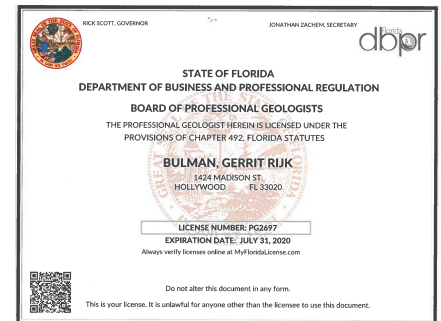 RICK SCOTT, GOVERNOR
JONATHAN ZACHEM, SECRETARY
Florida
dbpr
STATE OF FLORIDA
DEPARTMENT OF BUSINESS AND PROFESSIONAL REGULATION
BOARD OF PROFESSIONAL GEOLOGISTS
THE PROFESSIONAL GEOLOGIST HEREIN IS LICENSED UNDER THE
PROVISIONS OF CHAPTER 492, FLORIDA STATUTES
BULMAN, GERRIT RIJK
1424 MADISON ST.
HOLLYWOOD FL 33020
LICENSE NUMBER: PG2697
EXPIRATION DATE: JULY 31, 2020
Always verify licenses online at MyFloridaLicense.com
Do not alter this document in any form.
This is your license. It is unlawful for anyone other than the licensee to use this document.